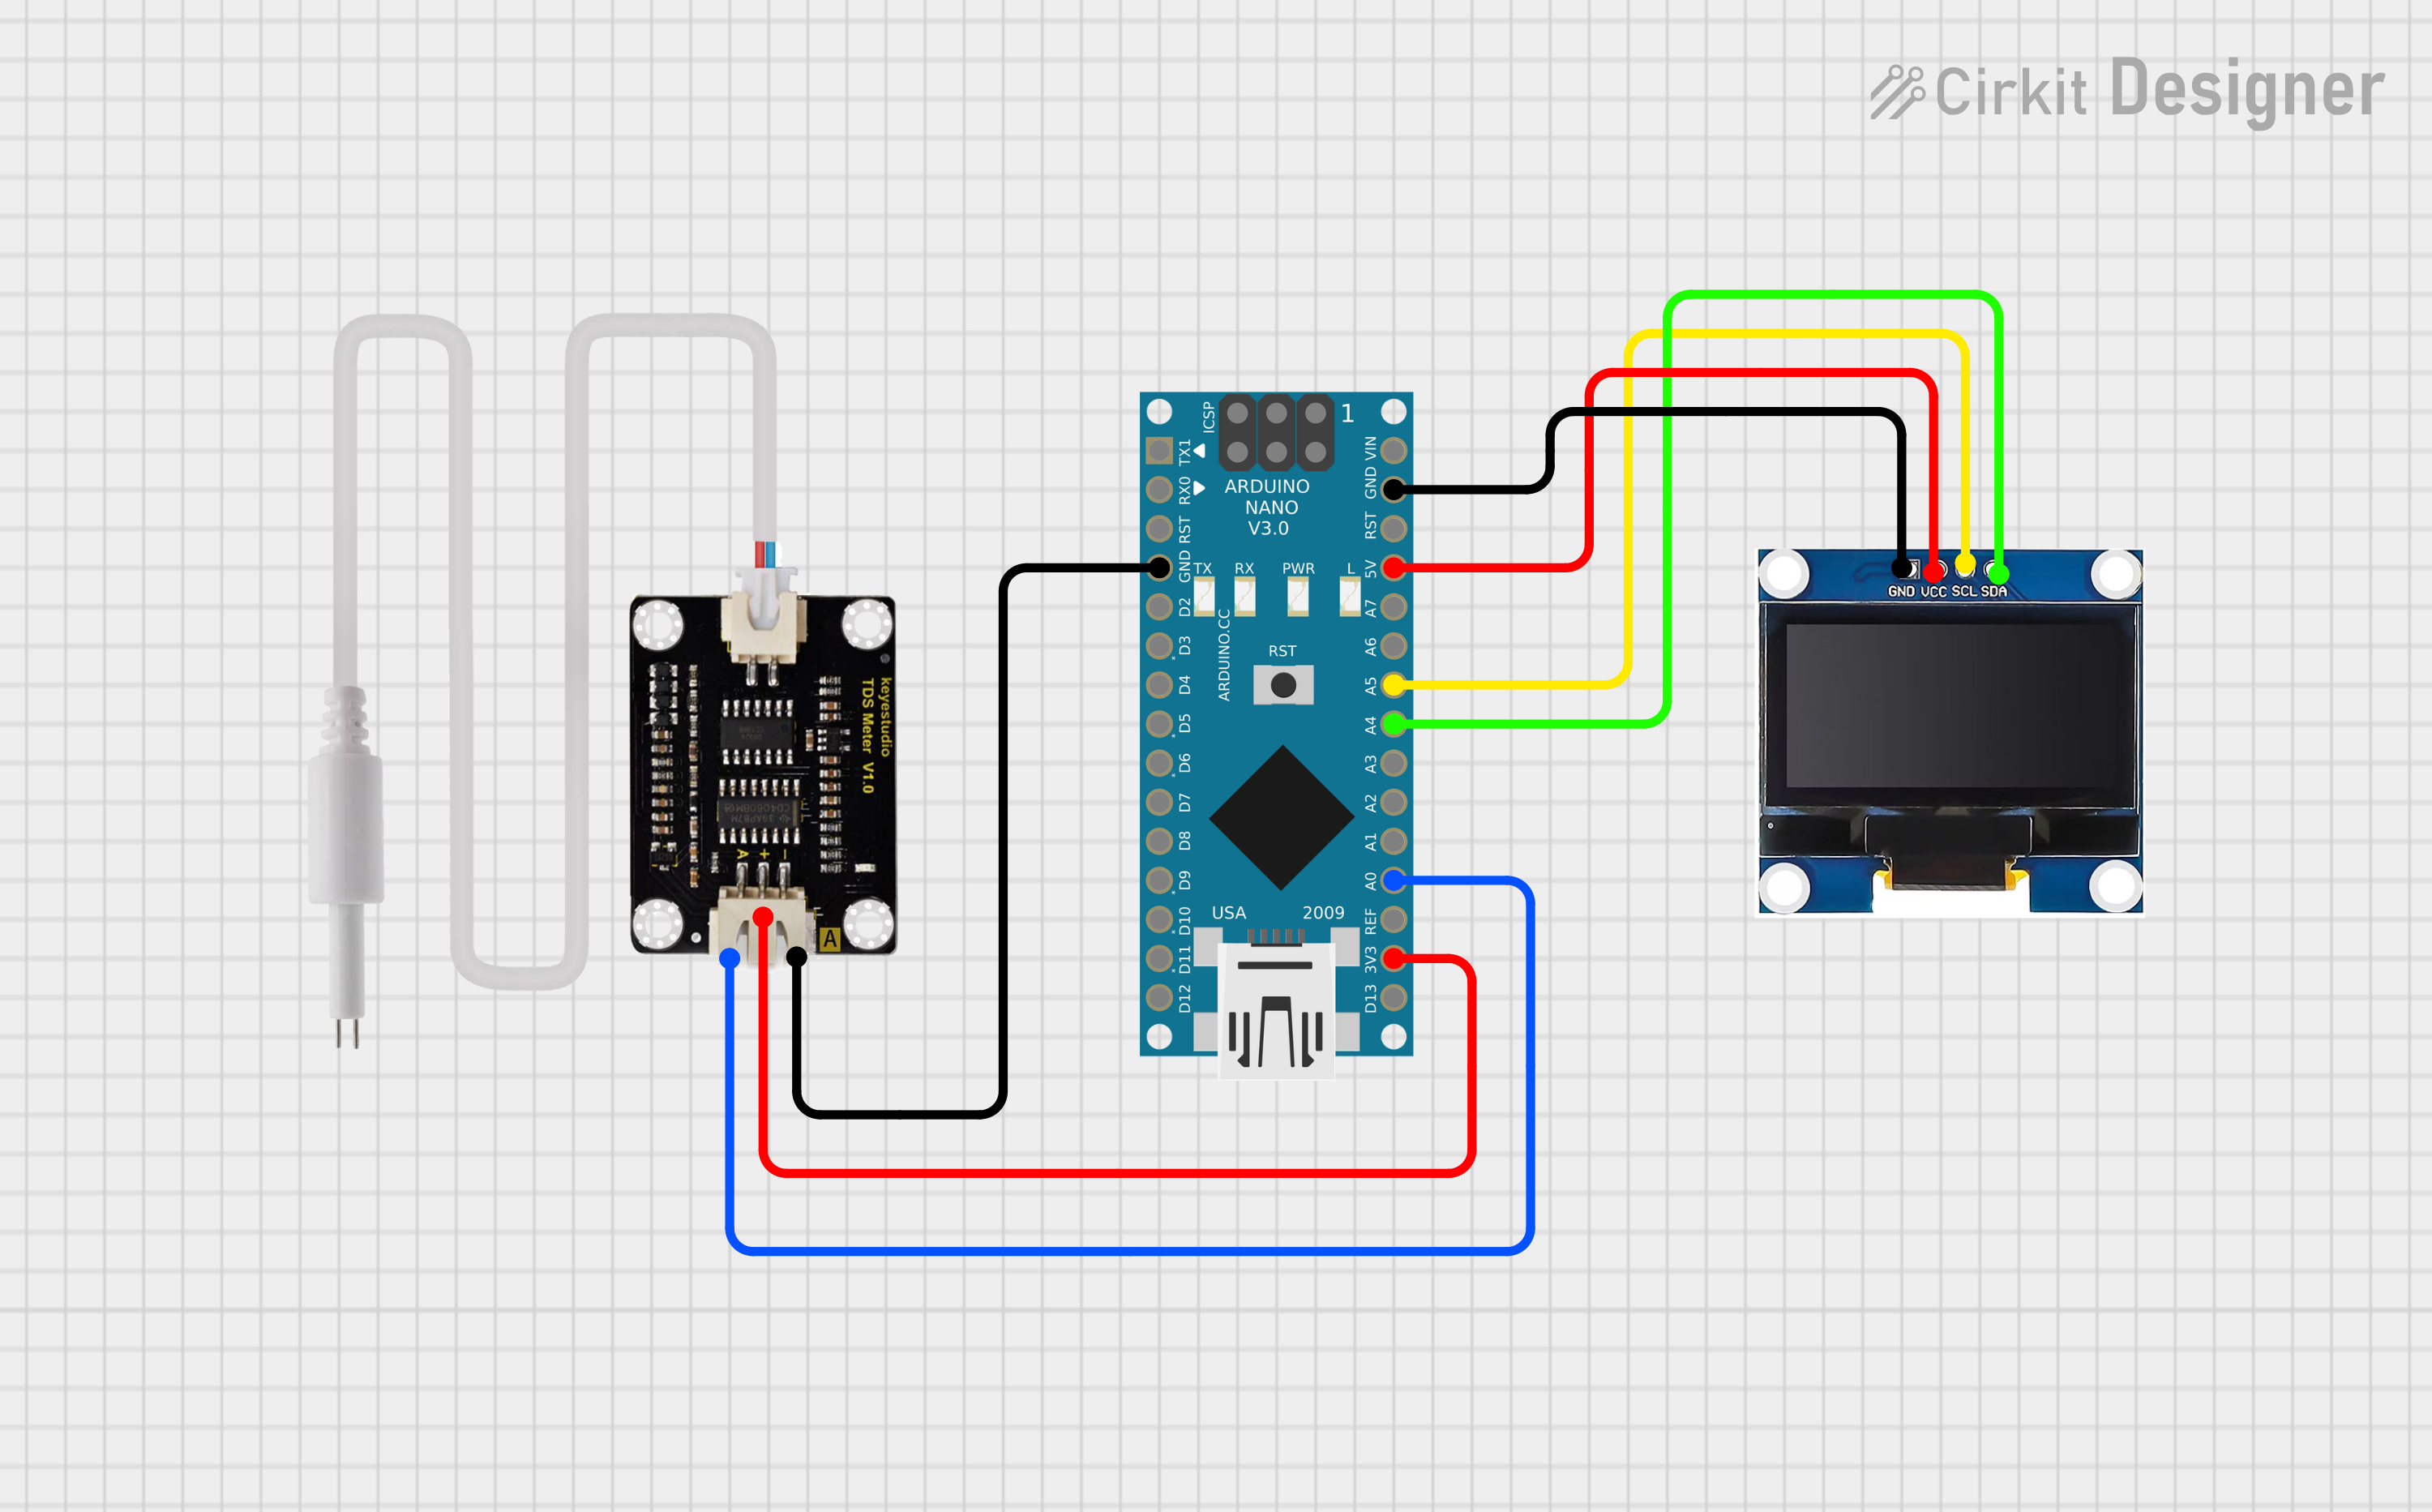 Cirkit Designer
ICSP
1
TX1
RX0
RST
GND
D2
D3
D4
D5
D6
D7
D8
D9
D10
D11
D12
VIN
GND
RST
5V
A7
A6
A5
A4
A3
A2
A1
A0
REF
3V3
D13
ARDUINO
NANO
V3.0
TX
RX
PWR
L
ARDUINO.CC
RST
USA
2009
keyestudio
TDS Meter V1.0
CD4060BM
39AP87M
A + -
A
GND VCC SCL SDA